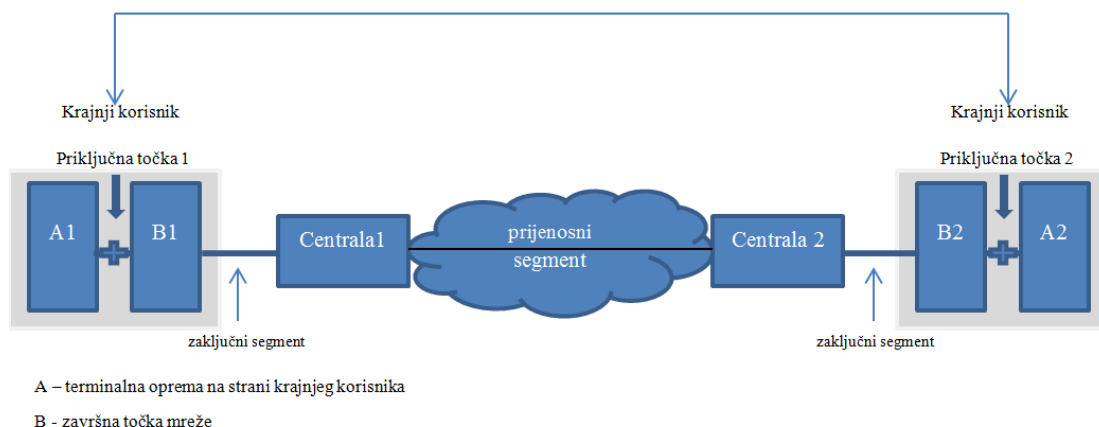 Krajnji korisnik
Krajnji korisnik
Priključna točka 1
Priključna točka 2
A1
B1
Centrala1
prijenosni
segment
Centrala 2
B2
A2
zaključni segment
zaključni segment
A – terminalna oprema na strani krajnjeg korisnika
B - završna točka mreže